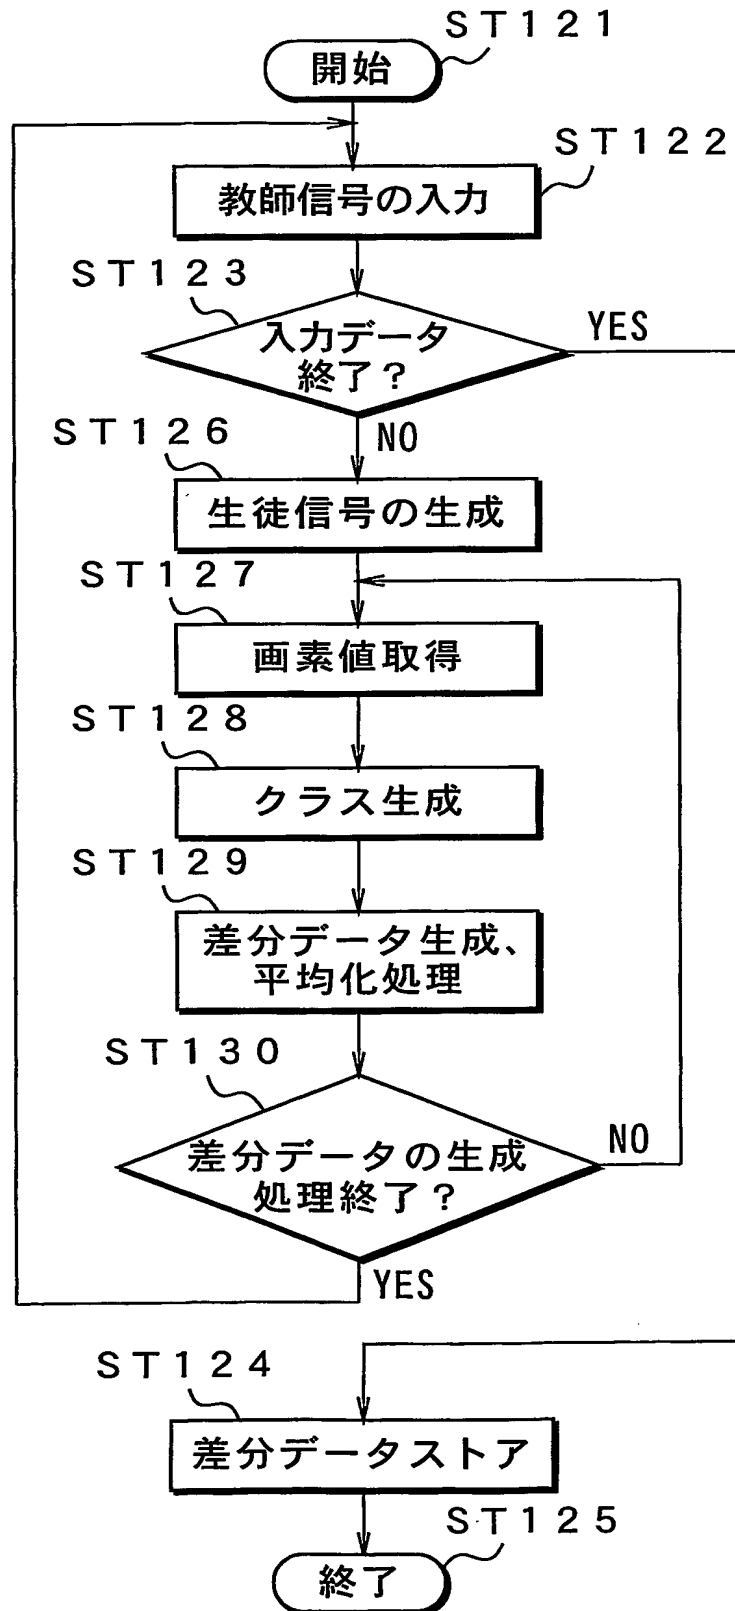 ST121
開始
ST122
教師信号の入力
ST123
入力データ
終了?
YES
NO
ST126
生徒信号の生成
ST127
画素値取得
ST128
クラス生成
ST129
差分データ生成、
平均化処理
ST130
差分データの生成
処理終了?
NO
YES
ST124
差分データストア
ST125
終了